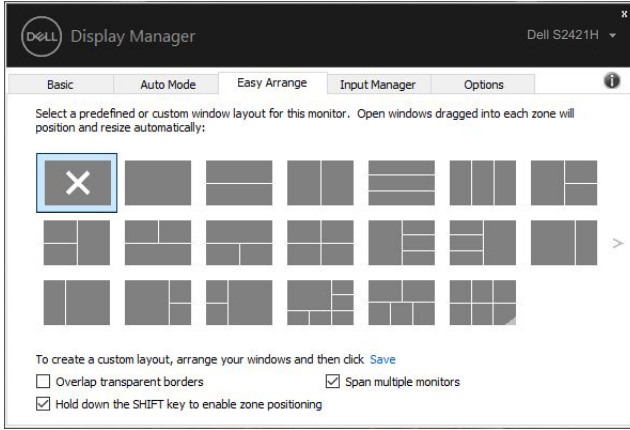 x
DELL Display Manager
Dell S2421H
Basic Auto Mode Easy Arrange Input Manager Options
Select a predefined or custom window layout for this monitor. Open windows dragged into each zone will
position and resize automatically:
To create a custom layout, arrange your windows and then click Save
Overlap transparent borders
Span multiple monitors
Hold down the SHIFT key to enable zone positioning